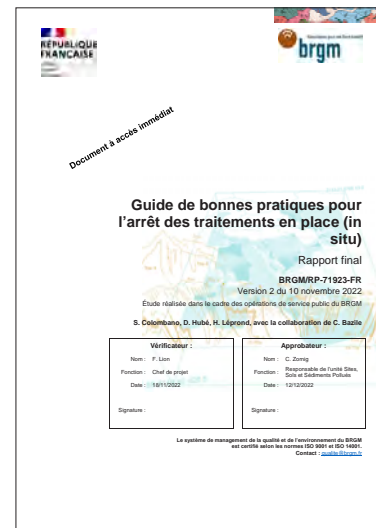 RÉPUBLIQUE
FRANÇAISE
brgm
Document à accès immédiat
Guide de bonnes pratiques pour
l'arrêt des traitements en place (in
situ)
Rapport final
BRGM/RP-71923-FR
Version 2 du 10 novembre 2022
Étude réalisée dans le cadre des opérations de service public du BRGM
S. Colombano, D. Hubé, H. Léprond, avec la collaboration de C. Bazile
Vérificateur :
Nom : F. Lion
Fonction : Chef de projet
Date : 18/11/2022
Signature :
Approbateur :
Nom : C. Zornig
Fonction : Responsable de l'unité Sites,
Sols et Sédiments Pollués
Date : 12/12/2022
Signature :
Le système de management de la qualité et de l'environnement du BRGM
est certifié selon les normes ISO 9001 et ISO 14001.
Contact : qualite@brgm.fr